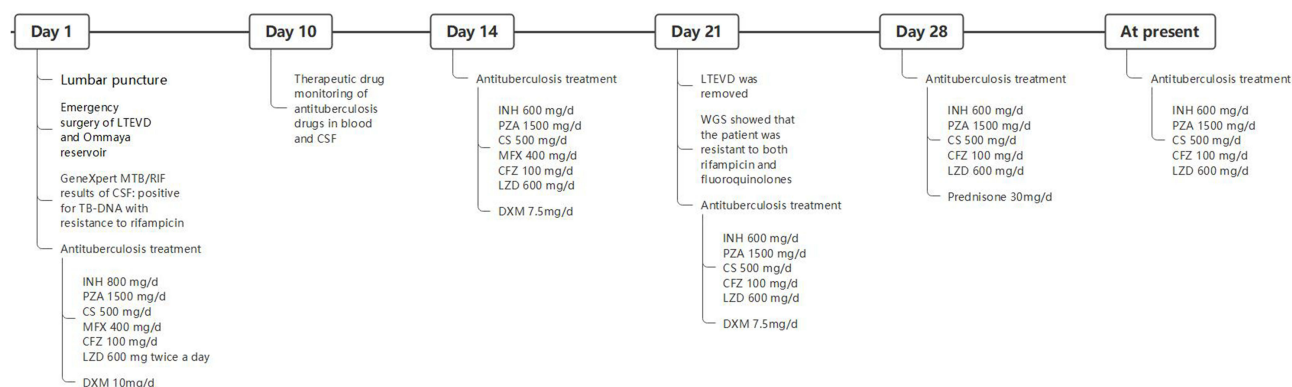 Day 1
Lumbar puncture
Emergency
surgery of LTEVD
and Ommaya
reservoir
GeneXpert MTB/RIF
results of CSF: positive
for TB-DNA with
resistance to rifampicin
Antituberculosis treatment
INH 800 mg/d
PZA 1500 mg/d
CS 500 mg/d
MFX 400 mg/d
CFZ 100 mg/d
LZD 600 mg twice a day
DXM 10mg/d
Day 10
Therapeutic drug
monitoring of
antituberculosis
drugs in blood
and CSF
Day 14
Antituberculosis treatment
INH 600 mg/d
PZA 1500 mg/d
CS 500 mg/d
MFX 400 mg/d
CFZ 100 mg/d
LZD 600 mg/d
DXM 7.5mg/d
Day 21
LTEVD was
removed
WGS showed that
the patient was
resistant to both
rifampicin and
fluoroquinolones
Antituberculosis treatment
INH 600 mg/d
PZA 1500 mg/d
CS 500 mg/d
CFZ 100 mg/d
LZD 600 mg/d
DXM 7.5mg/d
Day 28
Antituberculosis treatment
INH 600 mg/d
PZA 1500 mg/d
CS 500 mg/d
CFZ 100 mg/d
LZD 600 mg/d
Prednisone 30mg/d
At present
Antituberculosis treatment
INH 600 mg/d
PZA 1500 mg/d
CS 500 mg/d
CFZ 100 mg/d
LZD 600 mg/d